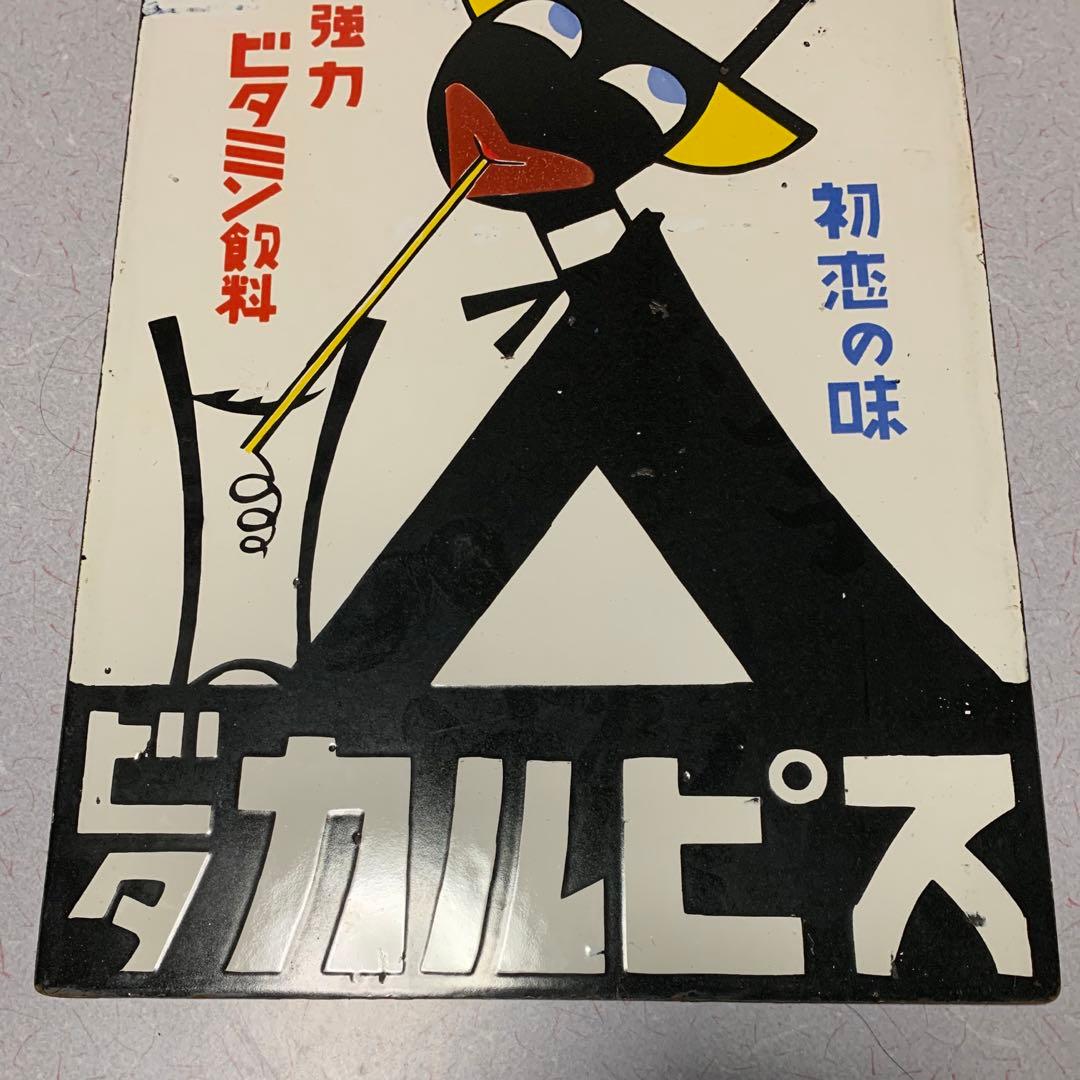 強力
ビタミン飲料
初恋の味
ビタ
カルピス